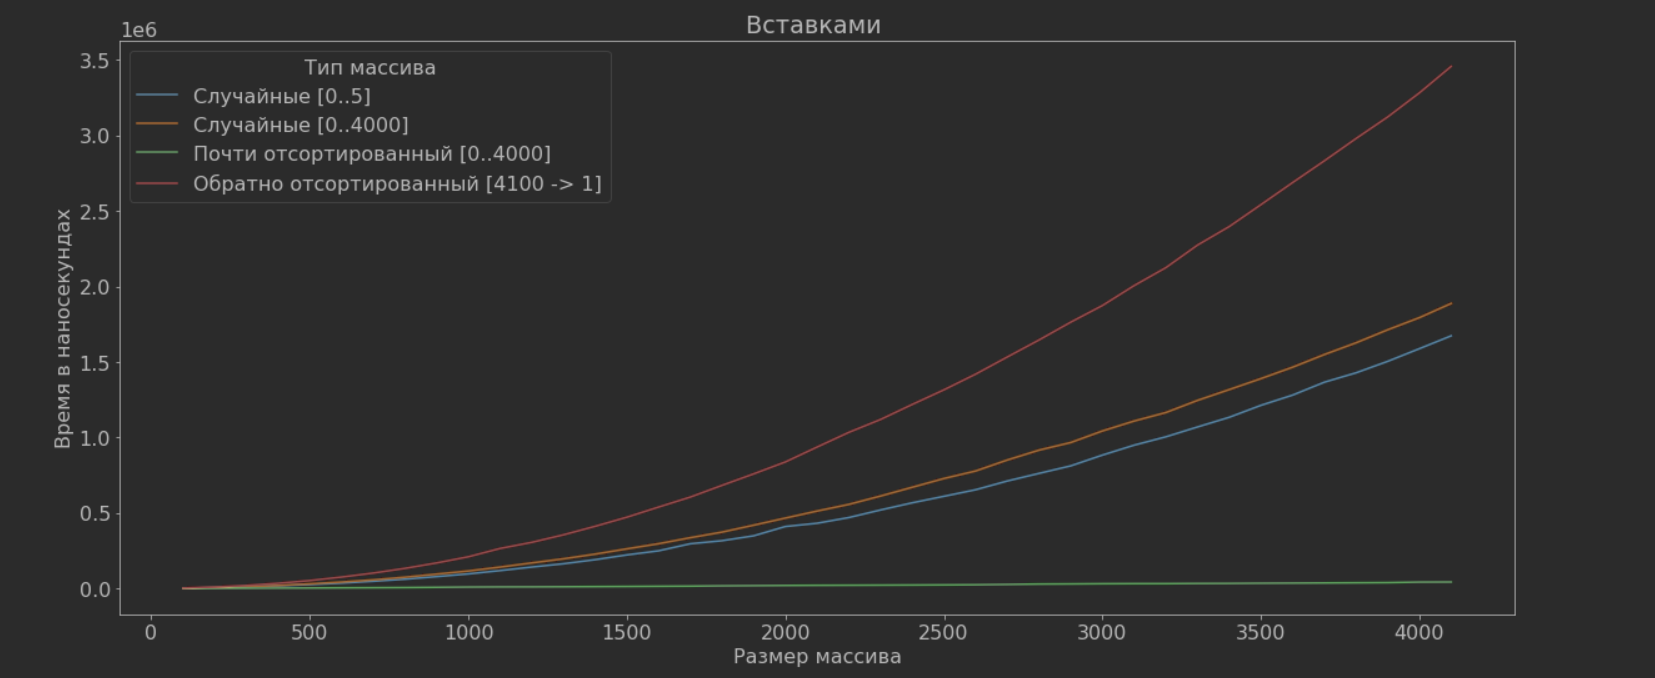 Вставками
1e6
3.5
3.0
2.5
2.0
1.5
1.0
0.5
0.0
Время в наносекундах
Тип массива
Случайные [0..5]
Случайные [0..4000]
Почти отсортированный [0..4000]
Обратно отсортированный [4100 -> 1]
0 500 1000 1500 2000 2500 3000 3500 4000
Размер массива